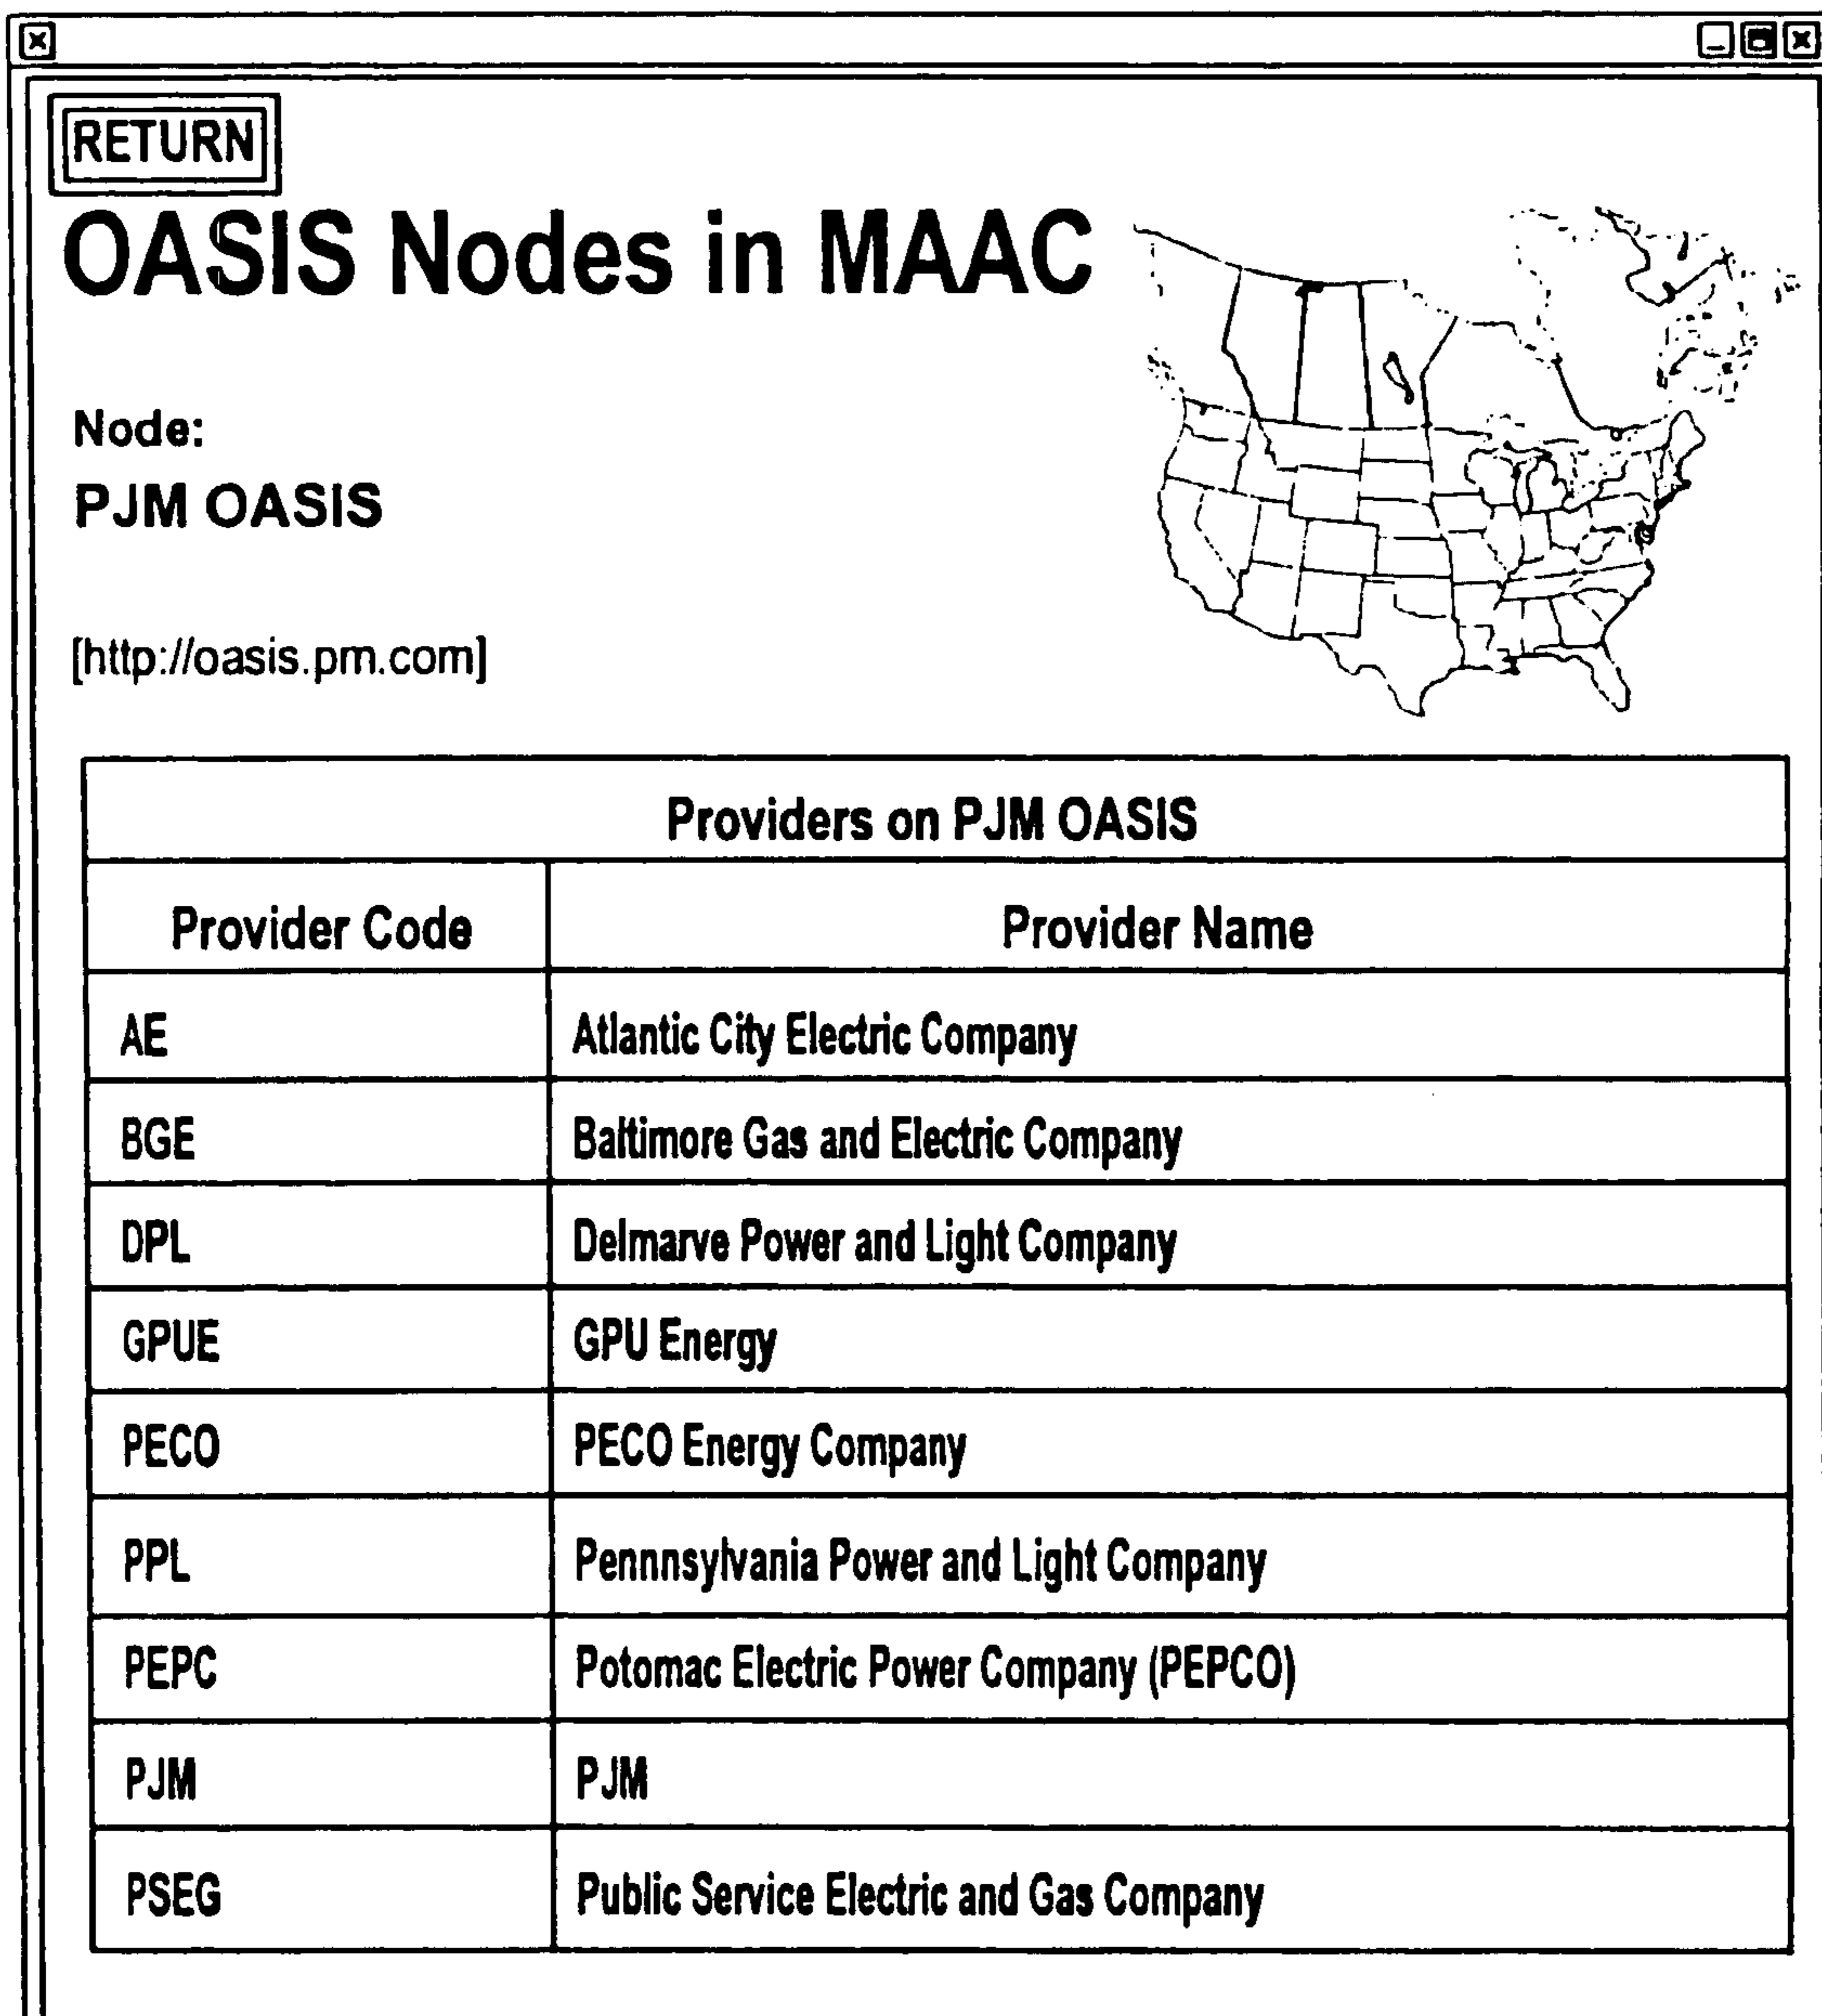 RETURN
OASIS Nodes in MAAC
Node:
PJM OASIS
[http://oasis.pm.com]
Providers on PJM OASIS
Provider Code Provider Name
AE Atlantic City Electric Company
BGE Baltimore Gas and Electric Company
DPL Delmarve Power and Light Company
GPUE GPU Energy
PECO PECO Energy Company
PPL Pennnsylvania Power and Light Company
PEPC Potomac Electric Power Company (PEPCO)
PJM PJM
PSEG Public Service Electric and Gas Company